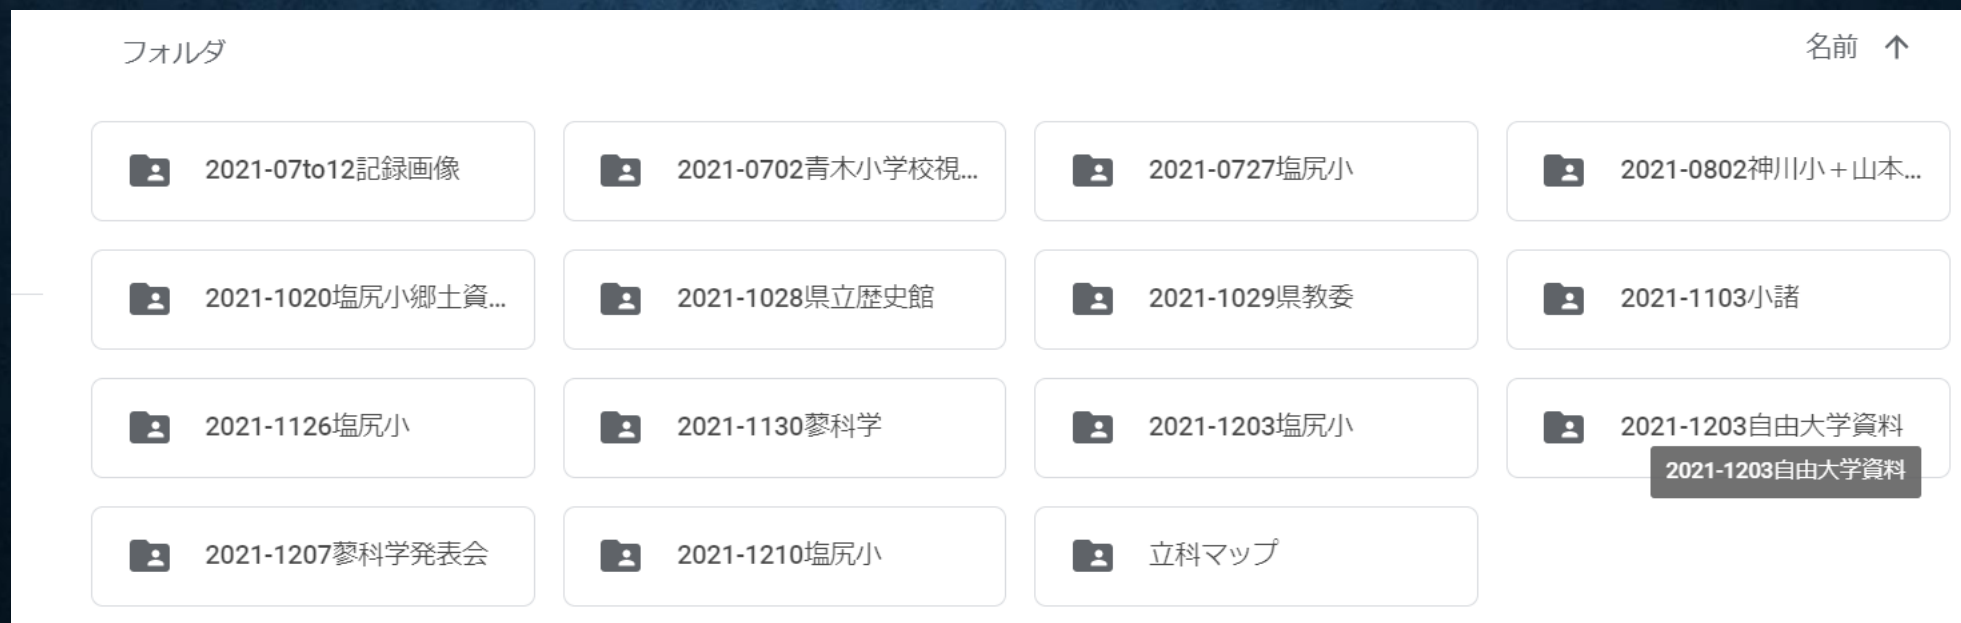 フォルダ
名前
2021-07to12記録画像
2021-0702青木小学校視...
2021-0727塩尻小
2021-0802神川小＋山本...
2021-1020塩尻小郷土資...
2021-1028県立歴史館
2021-1029県教委
2021-1103小諸
2021-1126塩尻小
2021-1130蓼科学
2021-1203塩尻小
2021-1203自由大学資料
2021-1203自由大学資料
2021-1207蓼科学発表会
2021-1210塩尻小
立科マップ